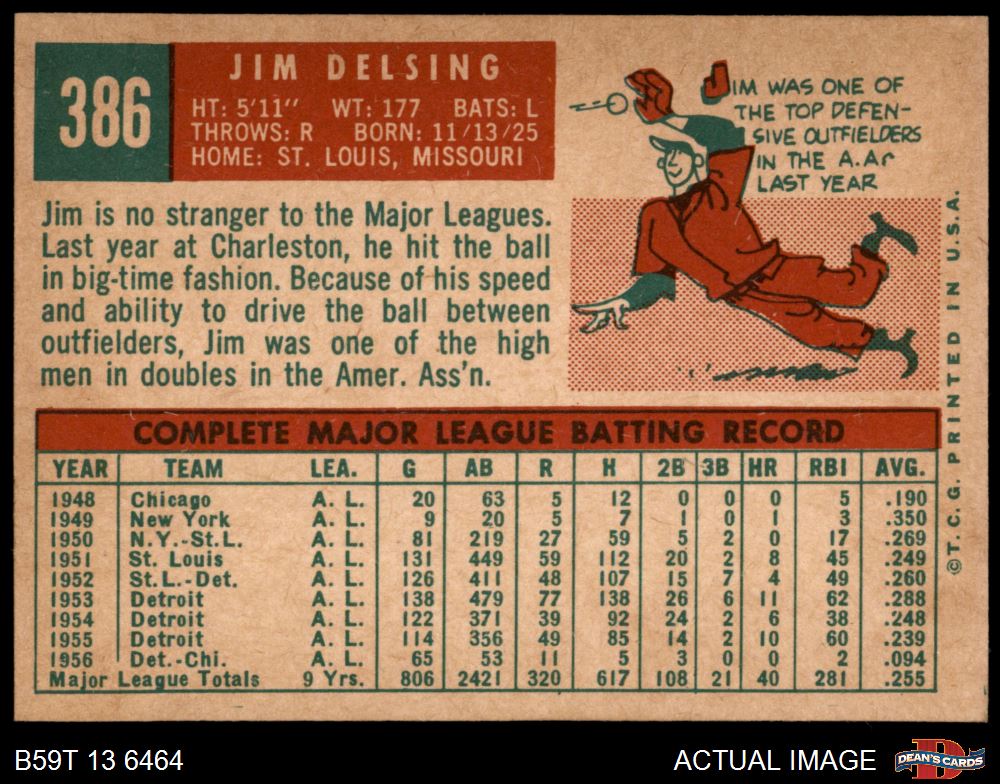 386
JIM DELSING
HT: 5'11" WT: 177 BATS: L
THROWS: R BORN: 11/13/25
HOME: ST. LOUIS, MISSOURI
JIM WAS ONE OF
THE TOP DEFEN-
SIVE OUTFIELDERS
IN THE A.A.
LAST YEAR
Jim is no stranger to the Major Leagues.
Last year at Charleston, he hit the ball
in big-time fashion. Because of his speed
and ability to drive the ball between
outfielders, Jim was one of the high
men in doubles in the Amer. Ass'n.
COMPLETE MAJOR LEAGUE BATTING RECORD
YEAR TEAM LEA. G AB R H 2B 3B HR RBI AVG.
1948 Chicago A. L. 20 63 5 12 0 0 0 5 .190
1949 New York A. L. 9 20 5 7 1 0 1 3 .350
1950 N.Y.-St.L. A. L. 81 219 27 59 5 2 0 17 .269
1951 St. Louis A. L. 131 449 59 112 20 2 8 45 .249
1952 St.L.-Det. A. L. 126 411 48 107 15 7 4 49 .260
1953 Detroit A. L. 138 479 77 138 26 6 11 62 .288
1954 Detroit A. L. 122 371 39 92 24 2 6 38 .248
1955 Detroit A. L. 114 356 49 85 14 2 10 60 .239
1956 Det.-Chi. A. L. 65 53 11 5 3 0 0 2 .094
Major League Totals 9 Yrs. 806 2421 320 617 108 21 40 281 .255
©T.C.G. PRINTED IN U.S.A.
B59T 13 6464
ACTUAL IMAGE
D
DEAN'S CARDS